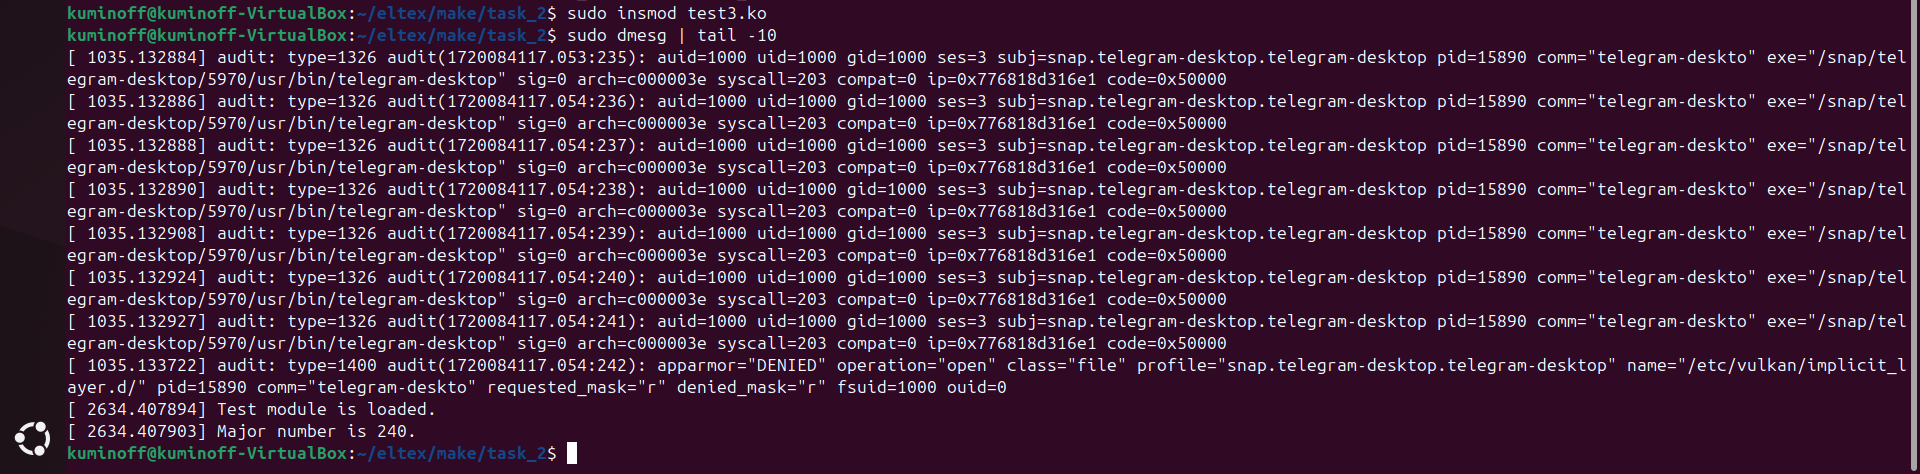 kuminoff@kuminoff-VirtualBox:~/eltex/make/task_2$ sudo insmod test3.ko
kuminoff@kuminoff-VirtualBox:~/eltex/make/task_2$ sudo dmesg | tail -10
[ 1035.132884] audit: type=1326 audit(1720084117.053:235): auid=1000 uid=1000 gid=1000 ses=3 subj=snap.telegram-desktop.telegram-desktop pid=15890 comm="telegram-deskto" exe="/snap/tel
egram-desktop/5970/usr/bin/telegram-desktop" sig=0 arch=c000003e syscall=203 compat=0 ip=0x776818d316e1 code=0x50000
[ 1035.132886] audit: type=1326 audit(1720084117.054:236): auid=1000 uid=1000 gid=1000 ses=3 subj=snap.telegram-desktop.telegram-desktop pid=15890 comm="telegram-deskto" exe="/snap/tel
egram-desktop/5970/usr/bin/telegram-desktop" sig=0 arch=c000003e syscall=203 compat=0 ip=0x776818d316e1 code=0x50000
[ 1035.132888] audit: type=1326 audit(1720084117.054:237): auid=1000 uid=1000 gid=1000 ses=3 subj=snap.telegram-desktop.telegram-desktop pid=15890 comm="telegram-deskto" exe="/snap/tel
egram-desktop/5970/usr/bin/telegram-desktop" sig=0 arch=c000003e syscall=203 compat=0 ip=0x776818d316e1 code=0x50000
[ 1035.132890] audit: type=1326 audit(1720084117.054:238): auid=1000 uid=1000 gid=1000 ses=3 subj=snap.telegram-desktop.telegram-desktop pid=15890 comm="telegram-deskto" exe="/snap/tel
egram-desktop/5970/usr/bin/telegram-desktop" sig=0 arch=c000003e syscall=203 compat=0 ip=0x776818d316e1 code=0x50000
[ 1035.132908] audit: type=1326 audit(1720084117.054:239): auid=1000 uid=1000 gid=1000 ses=3 subj=snap.telegram-desktop.telegram-desktop pid=15890 comm="telegram-deskto" exe="/snap/tel
egram-desktop/5970/usr/bin/telegram-desktop" sig=0 arch=c000003e syscall=203 compat=0 ip=0x776818d316e1 code=0x50000
[ 1035.132924] audit: type=1326 audit(1720084117.054:240): auid=1000 uid=1000 gid=1000 ses=3 subj=snap.telegram-desktop.telegram-desktop pid=15890 comm="telegram-deskto" exe="/snap/tel
egram-desktop/5970/usr/bin/telegram-desktop" sig=0 arch=c000003e syscall=203 compat=0 ip=0x776818d316e1 code=0x50000
[ 1035.132927] audit: type=1326 audit(1720084117.054:241): auid=1000 uid=1000 gid=1000 ses=3 subj=snap.telegram-desktop.telegram-desktop pid=15890 comm="telegram-deskto" exe="/snap/tel
egram-desktop/5970/usr/bin/telegram-desktop" sig=0 arch=c000003e syscall=203 compat=0 ip=0x776818d316e1 code=0x50000
[ 1035.133722] audit: type=1400 audit(1720084117.054:242): apparmor="DENIED" operation="open" class="file" profile="snap.telegram-desktop.telegram-desktop" name="/etc/vulkan/implicit_l
ayer.d/" pid=15890 comm="telegram-deskto" requested_mask="r" denied_mask="r" fsuid=1000 ouid=0
[ 2634.407894] Test module is loaded.
[ 2634.407903] Major number is 240.
kuminoff@kuminoff-VirtualBox:~/eltex/make/task_2$